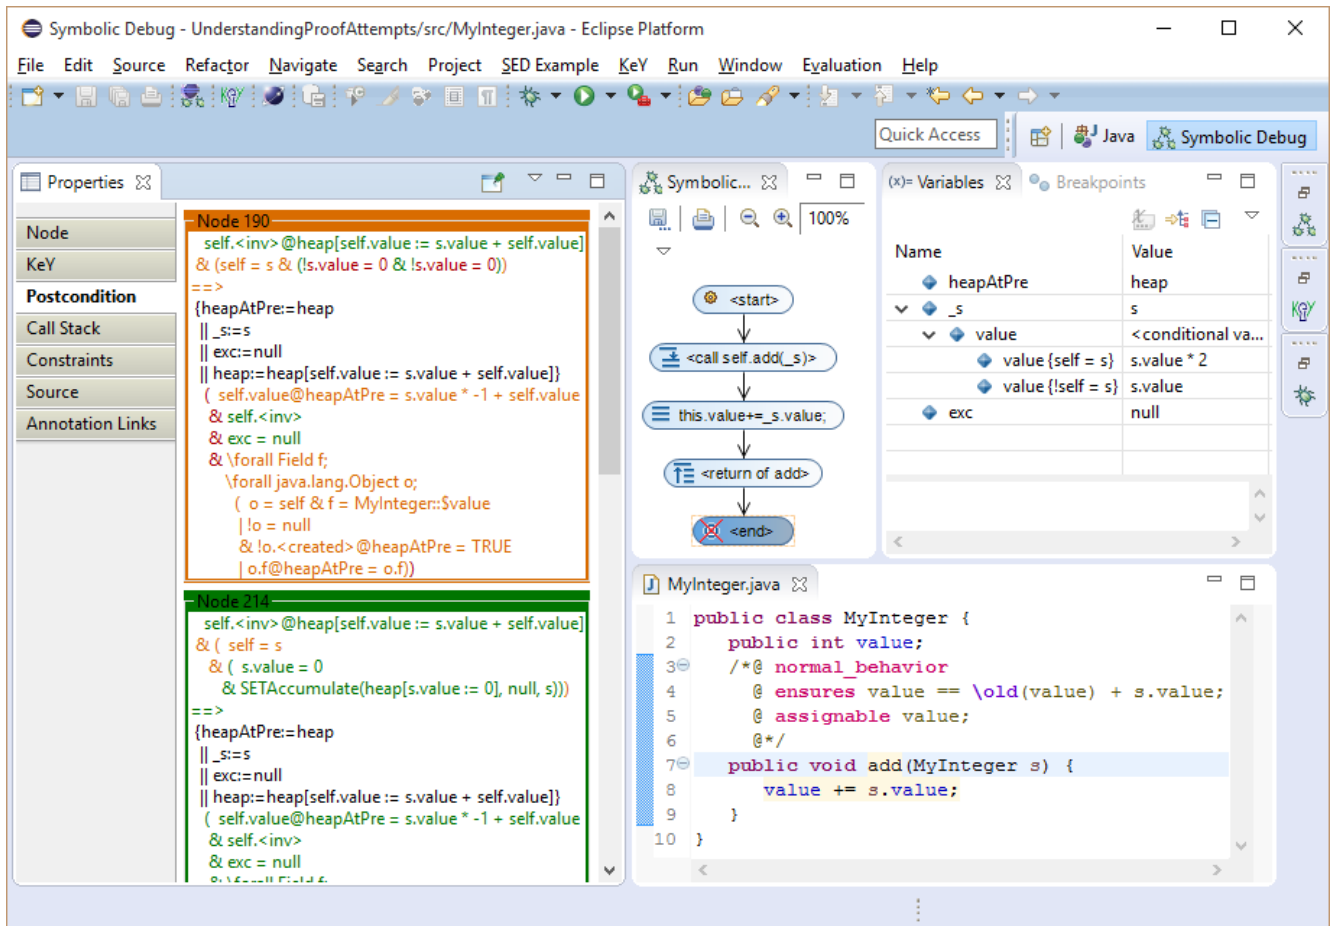 Symbolic Debug - UnderstandingProofAttempts/src/MyInteger.java - Eclipse Platform
File Edit Source Refactor Navigate Search Project SED Example KeY Run Window Evaluation Help
Quick Access
Java
Symbolic Debug
Properties
Node
KeY
Postcondition
Call Stack
Constraints
Source
Annotation Links
Node 190
self.<inv>@heap[self.value := s.value + self.value]
& (self = s & (!s.value = 0 & !s.value = 0))
==>
{heapAtPre:=heap
|| _s:=s
|| exc:=null
|| heap:=heap[self.value := s.value + self.value]}
( self.value@heapAtPre = s.value * -1 + self.value
& self.<inv>
& exc = null
& \forall Field f;
\forall java.lang.Object o;
( o = self & f = MyInteger::$value
| !o = null
& !o.<created>@heapAtPre = TRUE
| o.f@heapAtPre = o.f))
Node 214
self.<inv>@heap[self.value := s.value + self.value]
& ( self = s
& ( s.value = 0
& SETAccumulate(heap[s.value := 0], null, s)))
==>
{heapAtPre:=heap
|| _s:=s
|| exc:=null
|| heap:=heap[self.value := s.value + self.value]}
( self.value@heapAtPre = s.value * -1 + self.value
& self.<inv>
& exc = null
& \forall Field f;
Symbolic...
100%
<start>
<call self.add(_s)>
this.value+=_s.value;
<return of add>
<end>
(x)= Variables
Breakpoints
Name Value
heapAtPre heap
_s s
value <conditional va...
value {self = s} s.value * 2
value {!self = s} s.value
exc null
KeY
MyInteger.java
1 public class MyInteger {
2 public int value;
3 /*@ normal_behavior
4 @ ensures value == \old(value) + s.value;
5 @ assignable value;
6 @*/
7 public void add(MyInteger s) {
8 value += s.value;
9 }
10 }